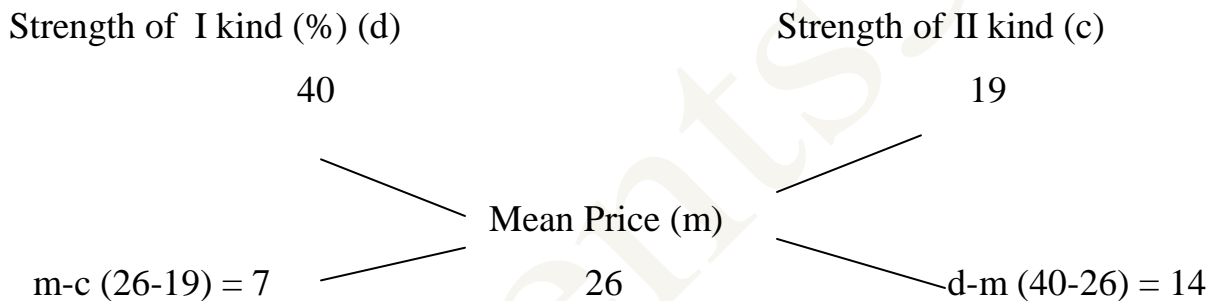 Strength of I kind (%) (d) Strength of II kind (c)
40 19
Mean Price (m)
m-c (26-19) = 7 26 d-m (40-26) = 14